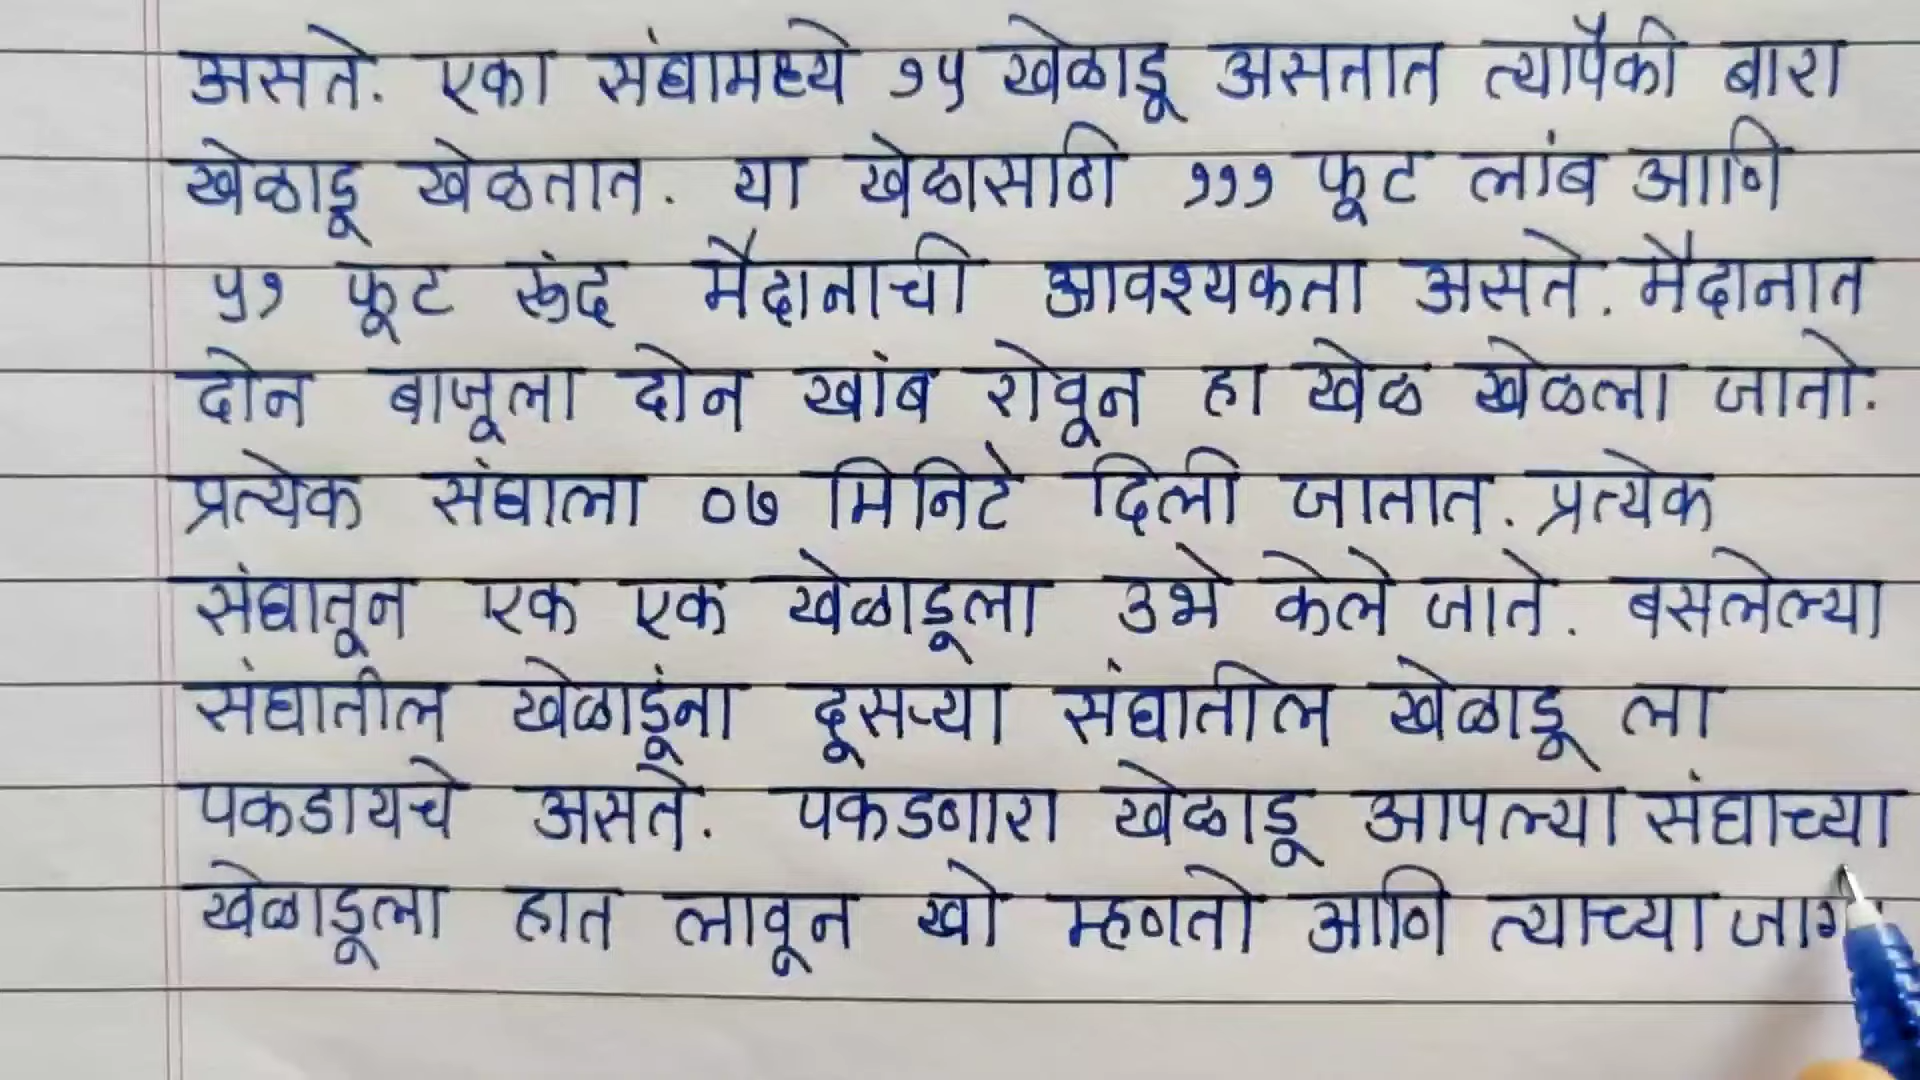 असते. एका संघामध्ये १५ खेळाडू असतात त्यापैकी बारा
खेळाडू खेळतात. या खेळासाठी १११ फूट लांब आणि
५१ फूट रुंद मैदानाची आवश्यकता असते. मैदानात
दोन बाजूला दोन खांब रोवून हा खेळ खेळला जातो.
प्रत्येक संघाला ०७ मिनिटे दिली जातात. प्रत्येक
संघातून एक एक खेळाडूला उभे केले जाते. बसलेल्या
संघातील खेळाडूंना दूसऱ्या संघातील खेळाडू ला
पकडायचे असते. पकडणारा खेळाडू आपल्या संघाच्या
खेळाडूला हात लावून खो म्हणतो आणि त्याच्या